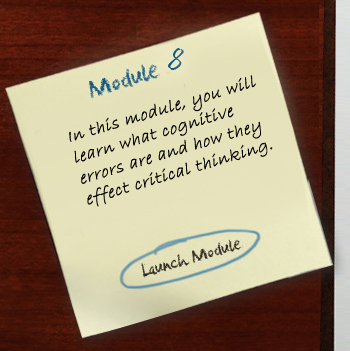 Module 8
In this module, you will
learn what cognitive
errors are and how they
effect critical thinking.
Launch Module